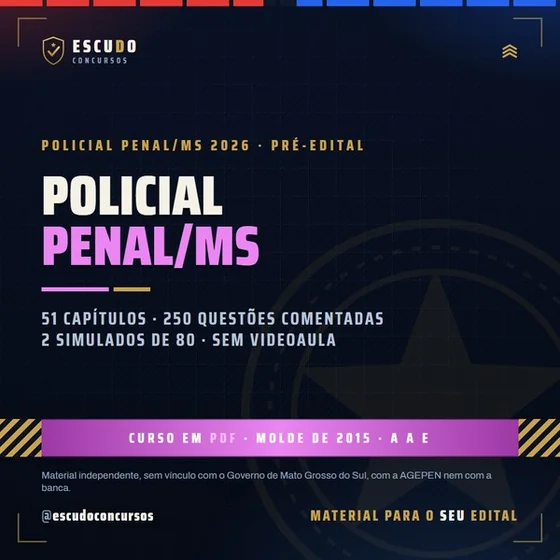 ESCUDO
CONCURSOS
POLICIAL PENAL/MS 2026 · PRÉ-EDITAL
POLICIAL
PENAL/MS
51 CAPÍTULOS · 250 QUESTÕES COMENTADAS
2 SIMULADOS DE 80 · SEM VIDEOAULA
CURSO EM PDF · MOLDE DE 2015 · A A E
Material independente, sem vínculo com o Governo de Mato Grosso do Sul, com a AGEPEN nem com a
banca.
@escudoconcursos
MATERIAL PARA O SEU EDITAL